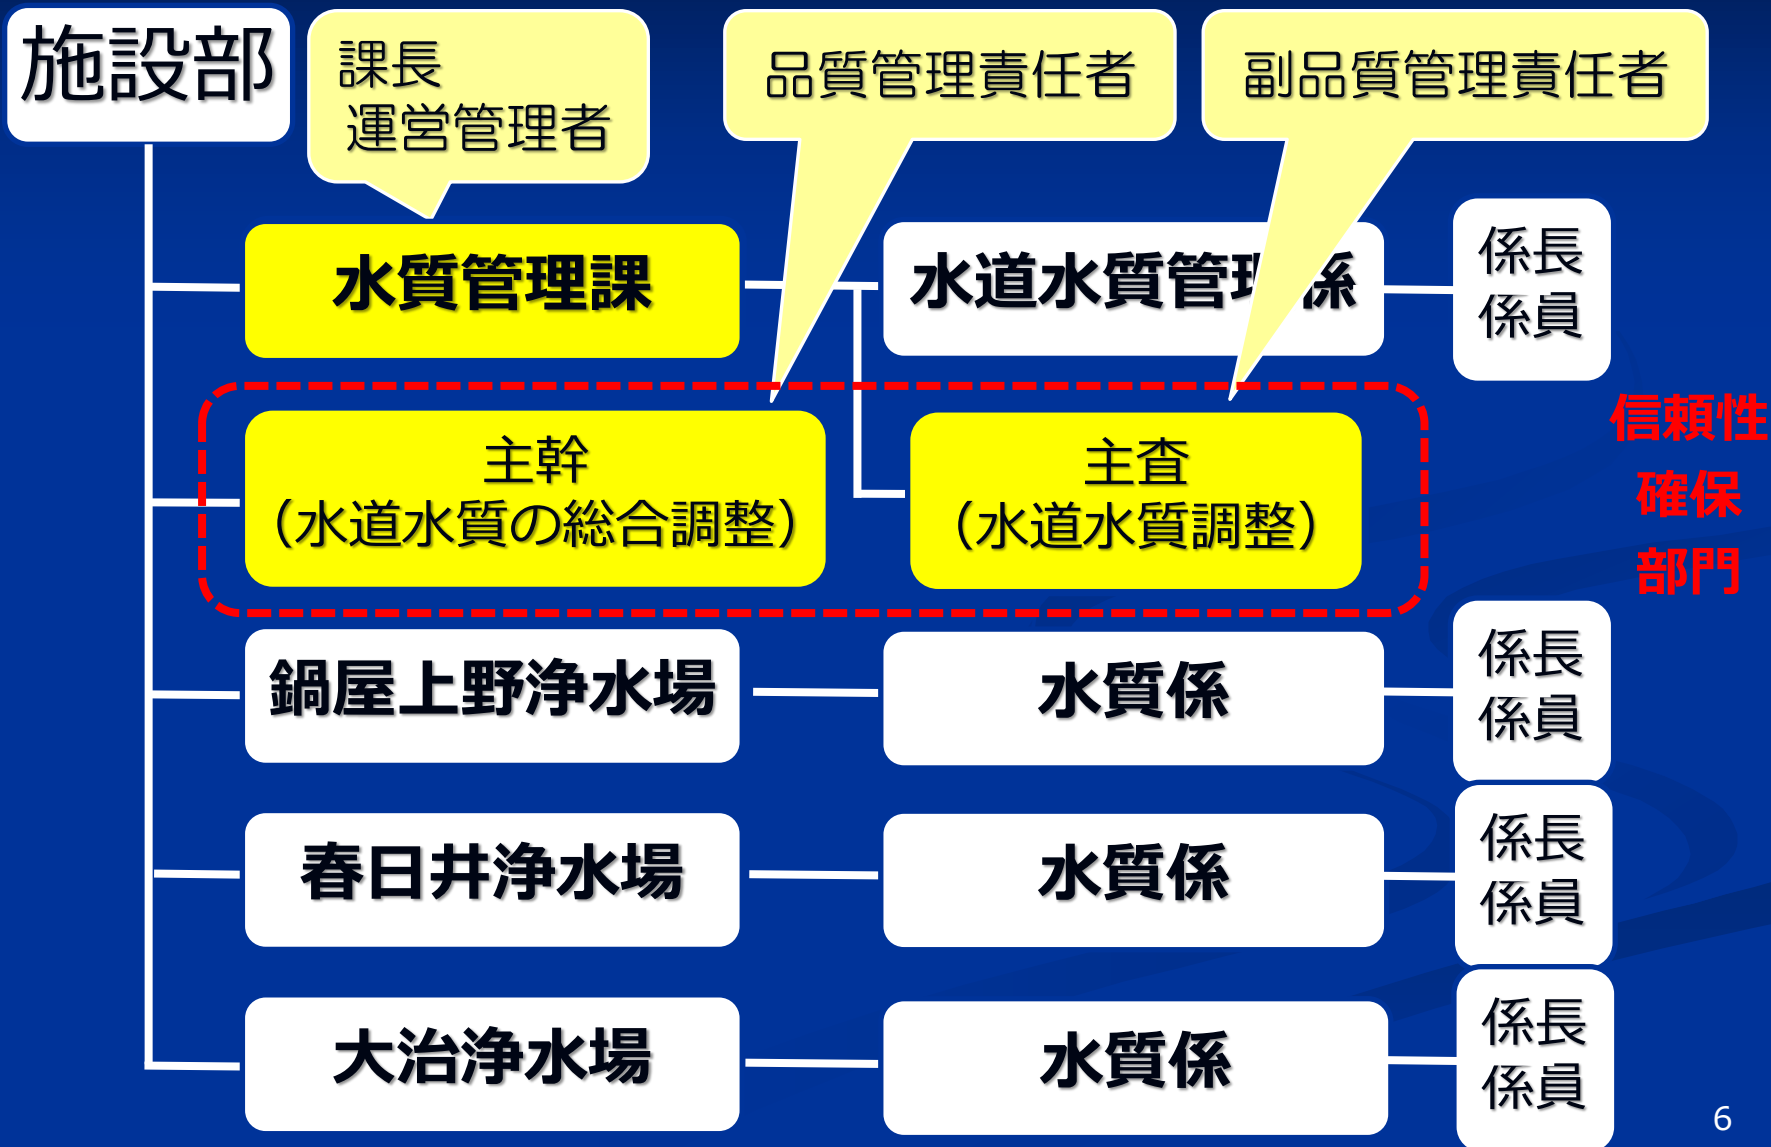 施設部
課長
運営管理者
品質管理責任者
副品質管理責任者
水質管理課
水道水質管理係
係長
係員
主幹
（水道水質の総合調整）
主査
（水道水質調整）
信頼性
確保
部門
鍋屋上野浄水場
水質係
係長
係員
春日井浄水場
水質係
係長
係員
大治浄水場
水質係
係長
係員
6